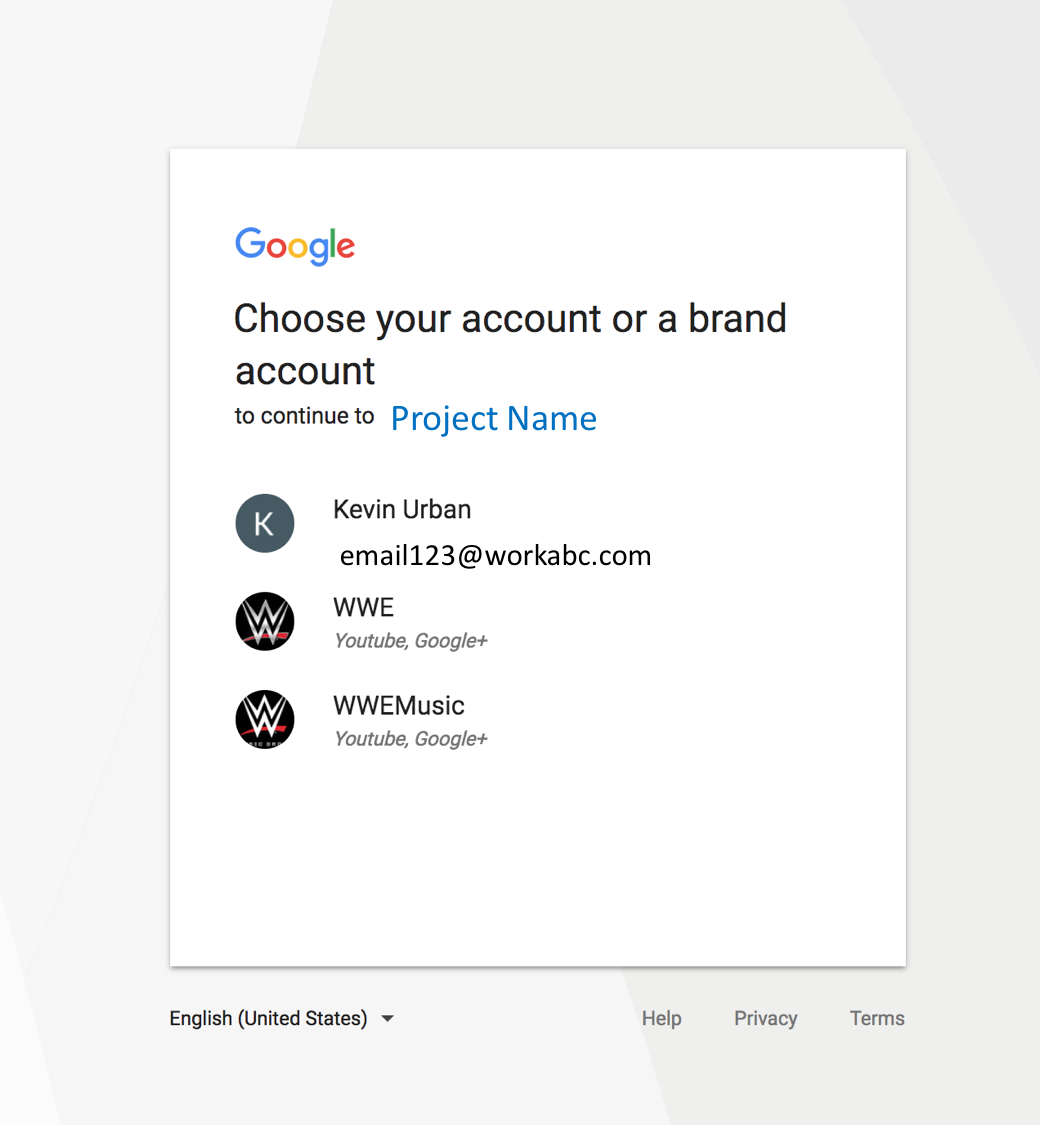 Google
Choose your account or a brand
account
to continue to Project Name
K
Kevin Urban
email123@workabc.com
W
WWE
Youtube, Google+
W
WWEMusic
Youtube, Google+
English (United States)
Help Privacy Terms